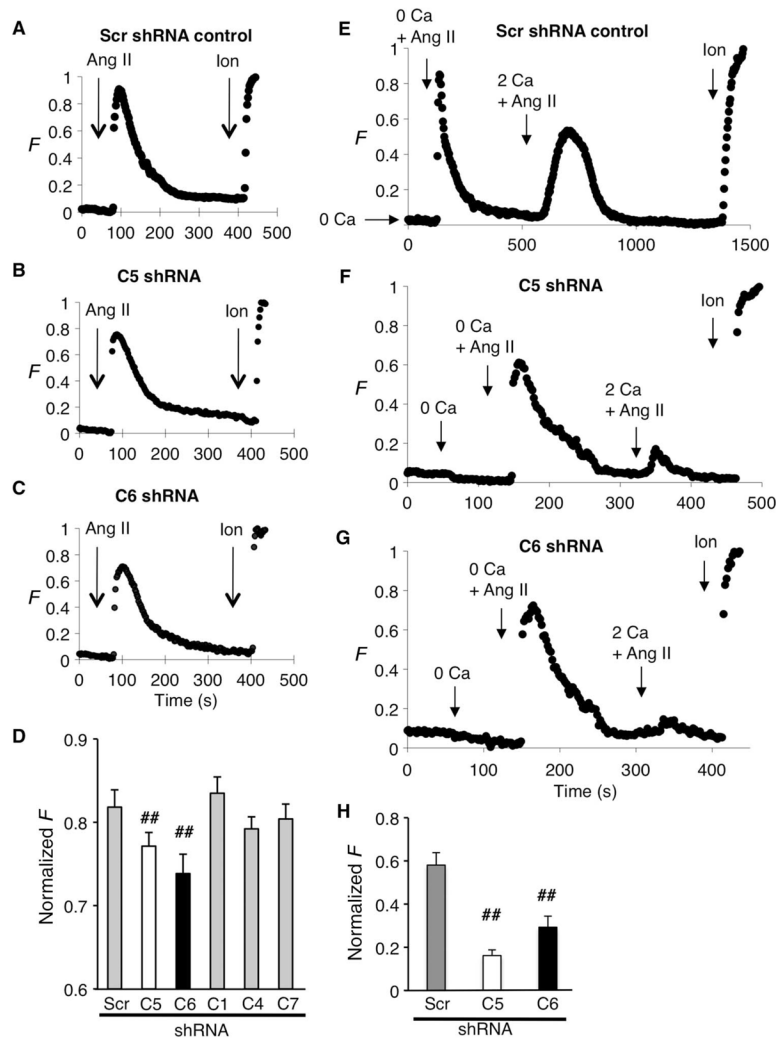 A
Scr shRNA control
Ang II
Ion
F
1
0.8
0.6
0.4
0.2
0
0 100 200 300 400 500
B
C5 shRNA
Ang II
Ion
F
1
0.8
0.6
0.4
0.2
0
0 100 200 300 400 500
C
C6 shRNA
Ang II
Ion
F
1
0.8
0.6
0.4
0.2
0
0 100 200 300 400 500
Time (s)
D
Normalized F
0.9
0.8
0.7
0.6
##
##
Scr C5 C6 C1 C4 C7
shRNA
E
Scr shRNA control
0 Ca
+ Ang II
2 Ca
+ Ang II
Ion
F
1
0.8
0.6
0.4
0.2
0
0 Ca
0 500 1000 1500
F
C5 shRNA
0 Ca
0 Ca
+ Ang II
2 Ca
+ Ang II
Ion
F
1
0.8
0.6
0.4
0.2
0
0 100 200 300 400 500
G
C6 shRNA
0 Ca
0 Ca
+ Ang II
2 Ca
+ Ang II
Ion
F
1
0.8
0.6
0.4
0.2
0
0 100 200 300 400
Time (s)
H
Normalized F
0.8
0.6
0.4
0.2
0
##
##
Scr C5 C6
shRNA